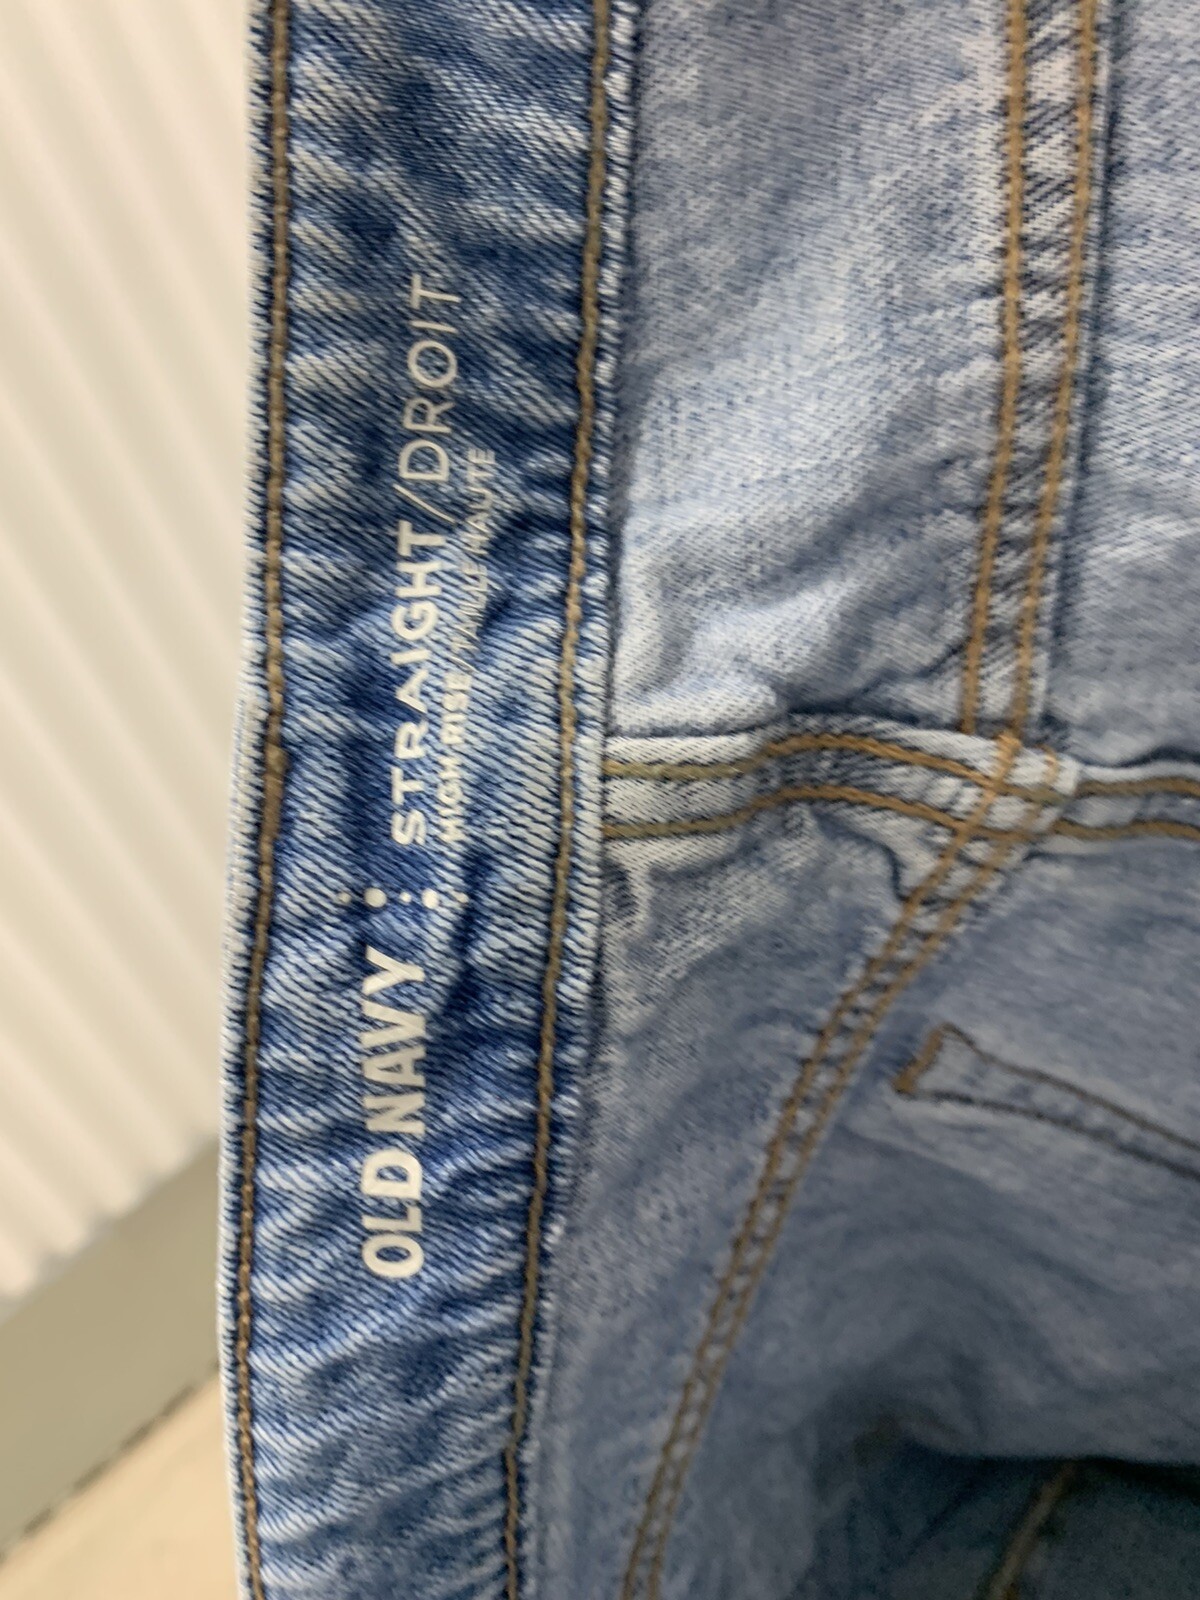 OLD NAVY
STRAIGHT/DROIT
HIGH RISE/TAILLE HAUTE